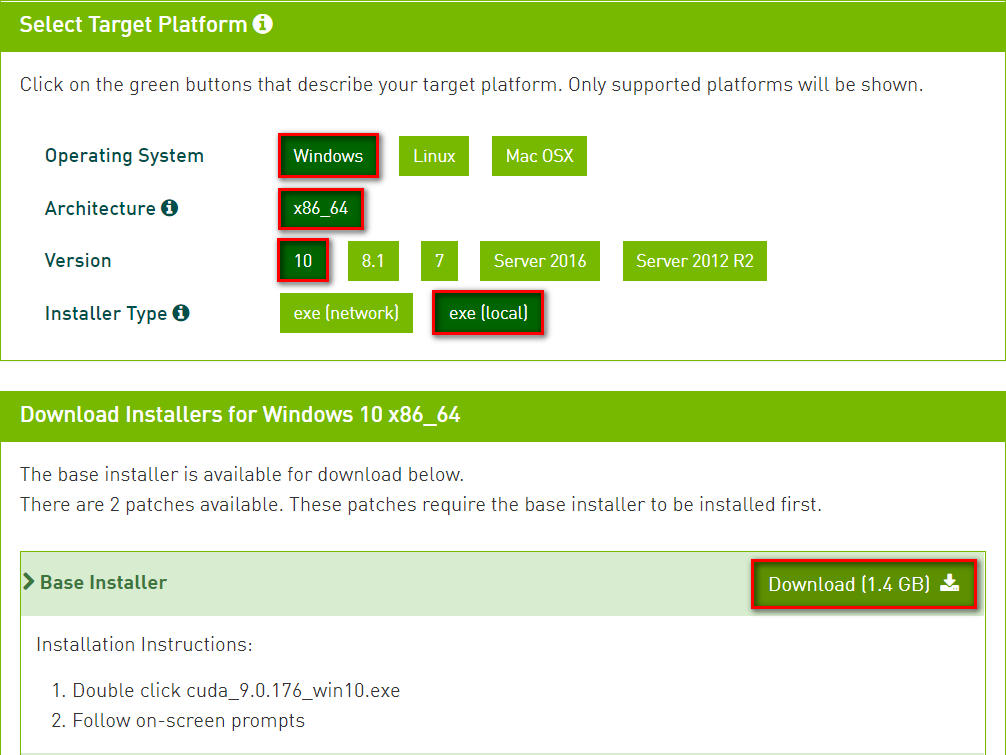 Select Target Platform
Click on the green buttons that describe your target platform. Only supported platforms will be shown.
Operating System Windows Linux Mac OSX
Architecture x86_64
Version 10 8.1 7 Server 2016 Server 2012 R2
Installer Type exe (network) exe (local)
Download Installers for Windows 10 x86_64
The base installer is available for download below.
There are 2 patches available. These patches require the base installer to be installed first.
Base Installer Download (1.4 GB)
Installation Instructions:
1. Double click cuda_9.0.176_win10.exe
2. Follow on-screen prompts